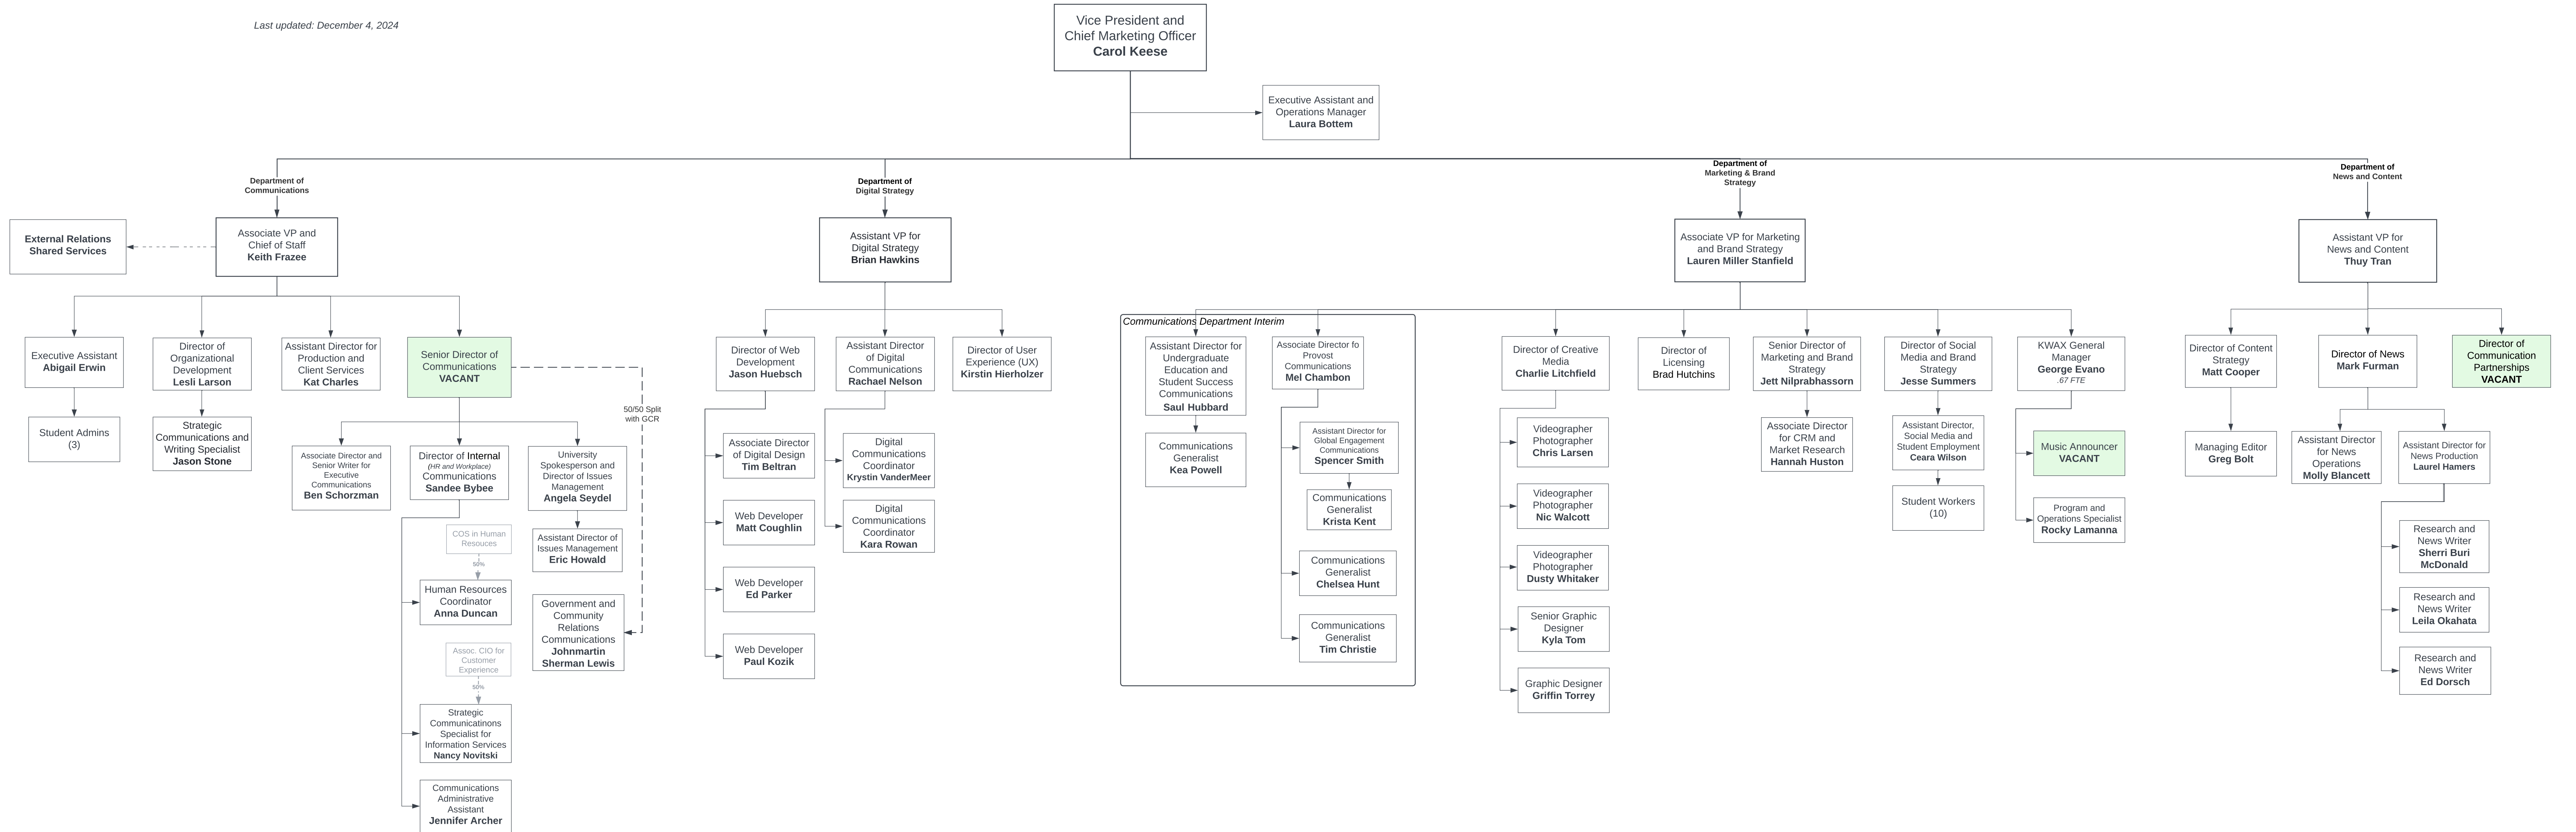 Last updated: December 4, 2024
Vice President and
Chief Marketing Officer
Carol Keese
Executive Assistant and
Operations Manager
Laura Bottem
Department of
Communications
Department of
Digital Strategy
Department of
Marketing & Brand
Strategy
Department of
News and Content
External Relations
Shared Services
Associate VP and
Chief of Staff
Keith Frazee
Assistant VP for
Digital Strategy
Brian Hawkins
Associate VP for Marketing
and Brand Strategy
Lauren Miller Stanfield
Assistant VP for
News and Content
Thuy Tran
Executive Assistant
Abigail Erwin
Student Admins
(3)
Director of
Organizational
Development
Lesli Larson
Strategic
Communications and
Writing Specialist
Jason Stone
Assistant Director for
Production and
Client Services
Kat Charles
Senior Director of
Communications
VACANT
50/50 Split
with GCR
Associate Director and
Senior Writer for
Executive
Communications
Ben Schorzman
Director of Internal
(HR and Workplace)
Communications
Sandee Bybee
University
Spokesperson and
Director of Issues
Management
Angela Seydel
COS in Human
Resouces
50%
Human Resources
Coordinator
Anna Duncan
Assoc. CIO for
Customer
Experience
50%
Strategic
Communicatinons
Specialist for
Information Services
Nancy Novitski
Communications
Administrative
Assistant
Jennifer Archer
Assistant Director of
Issues Management
Eric Howald
Government and
Community
Relations
Communications
Johnmartin
Sherman Lewis
Director of Web
Development
Jason Huebsch
Associate Director
of Digital Design
Tim Beltran
Web Developer
Matt Coughlin
Web Developer
Ed Parker
Web Developer
Paul Kozik
Assistant Director
of Digital
Communications
Rachael Nelson
Digital
Communications
Coordinator
Krystin VanderMeer
Digital
Communications
Coordinator
Kara Rowan
Director of User
Experience (UX)
Kirstin Hierholzer
Communications Department Interim
Assistant Director for
Undergraduate
Education and
Student Success
Communications
Saul Hubbard
Communications
Generalist
Kea Powell
Associate Director fo
Provost
Communications
Mel Chambon
Assistant Director for
Global Engagement
Communications
Spencer Smith
Communications
Generalist
Krista Kent
Communications
Generalist
Chelsea Hunt
Communications
Generalist
Tim Christie
Director of Creative
Media
Charlie Litchfield
Videographer
Photographer
Chris Larsen
Videographer
Photographer
Nic Walcott
Videographer
Photographer
Dusty Whitaker
Senior Graphic
Designer
Kyla Tom
Graphic Designer
Griffin Torrey
Director of
Licensing
Brad Hutchins
Senior Director of
Marketing and Brand
Strategy
Jett Nilprabhassorn
Associate Director
for CRM and
Market Research
Hannah Huston
Director of Social
Media and Brand
Strategy
Jesse Summers
Assistant Director,
Social Media and
Student Employment
Ceara Wilson
Student Workers
(10)
KWAX General
Manager
George Evano
.67 FTE
Music Announcer
VACANT
Program and
Operations Specialist
Rocky Lamanna
Director of Content
Strategy
Matt Cooper
Managing Editor
Greg Bolt
Director of News
Mark Furman
Assistant Director
for News
Operations
Molly Blancett
Assistant Director for
News Production
Laurel Hamers
Research and
News Writer
Sherri Buri
McDonald
Research and
News Writer
Leila Okahata
Research and
News Writer
Ed Dorsch
Director of
Communication
Partnerships
VACANT